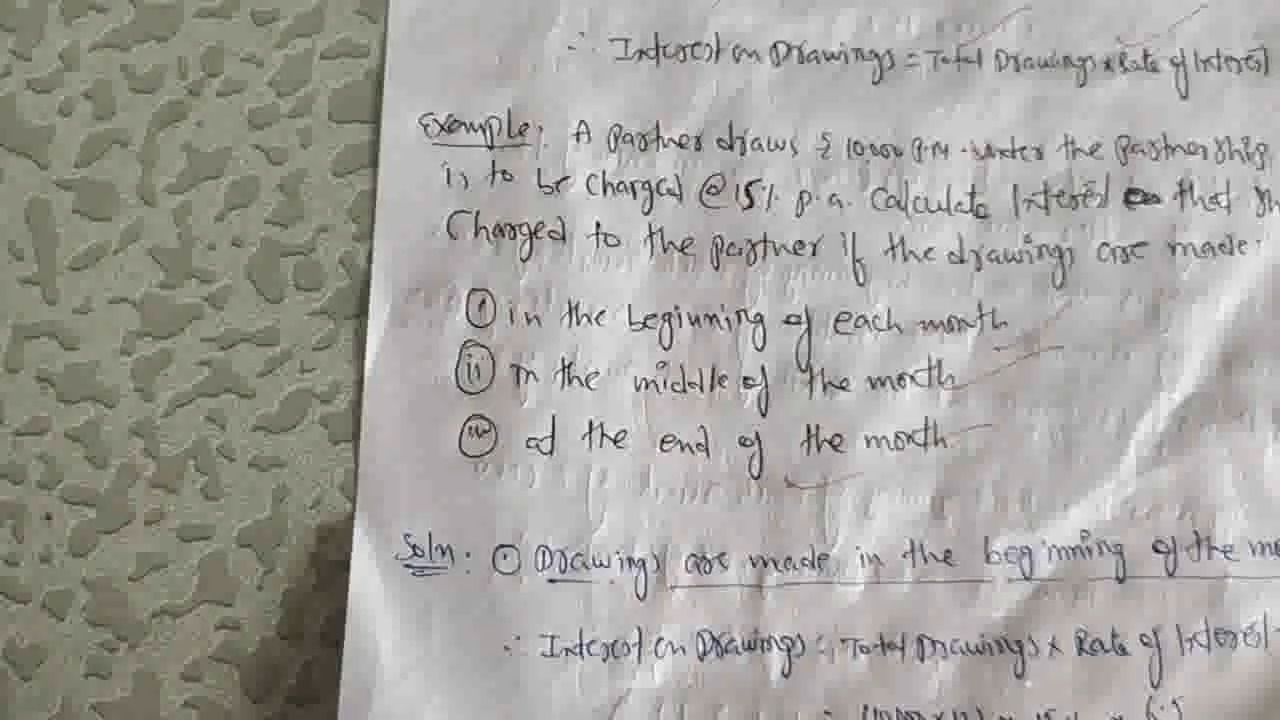 ∴ Interest on Drawings = Total Drawings × Rate of Interest
Example: A Partner draws ₹ 10000 P.M. under the Partnership
is to be charged @ 15% p.a. Calculate Interest that
Charged to the partner if the drawings are made:
(i) in the beginning of each month
(ii) in the middle of the month
(iii) at the end of the month
Soln: (i) Drawings are made in the beginning of the
∴ Interest on Drawings = Total Drawings × Rate of Interest